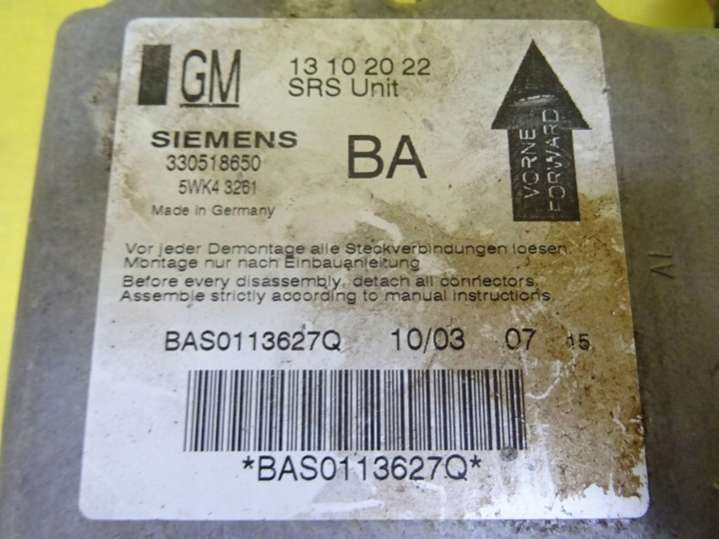 GM
13 10 20 22
SRS Unit
SIEMENS
330518650
5WK4 3261
Made in Germany
BA
VORNE
FORWARD
Vor jeder Demontage alle Steckverbindungen loesen.
Montage nur nach Einbauanleitung
Before every disassembly, detach all connectors.
Assemble strictly according to manual instructions.
BAS0113627Q 10/03 07 15
*BAS0113627Q*